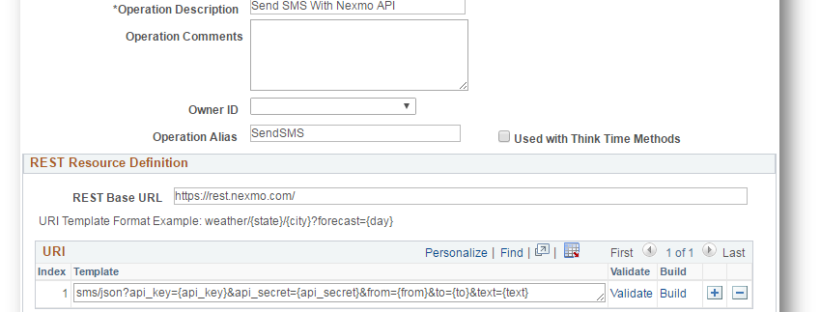 *Operation Description Send SMS With Nexmo API
Operation Comments
Owner ID
Operation Alias SendSMS Used with Think Time Methods
REST Resource Definition
REST Base URL https://rest.nexmo.com/
URI Template Format Example: weather/{state}/{city}?forecast={day}
URI Personalize | Find | | First 1 of 1 Last
Index Template Validate Build
1 sms/json?api_key={api_key}&api_secret={api_secret}&from={from}&to={to}&text={text} Validate Build